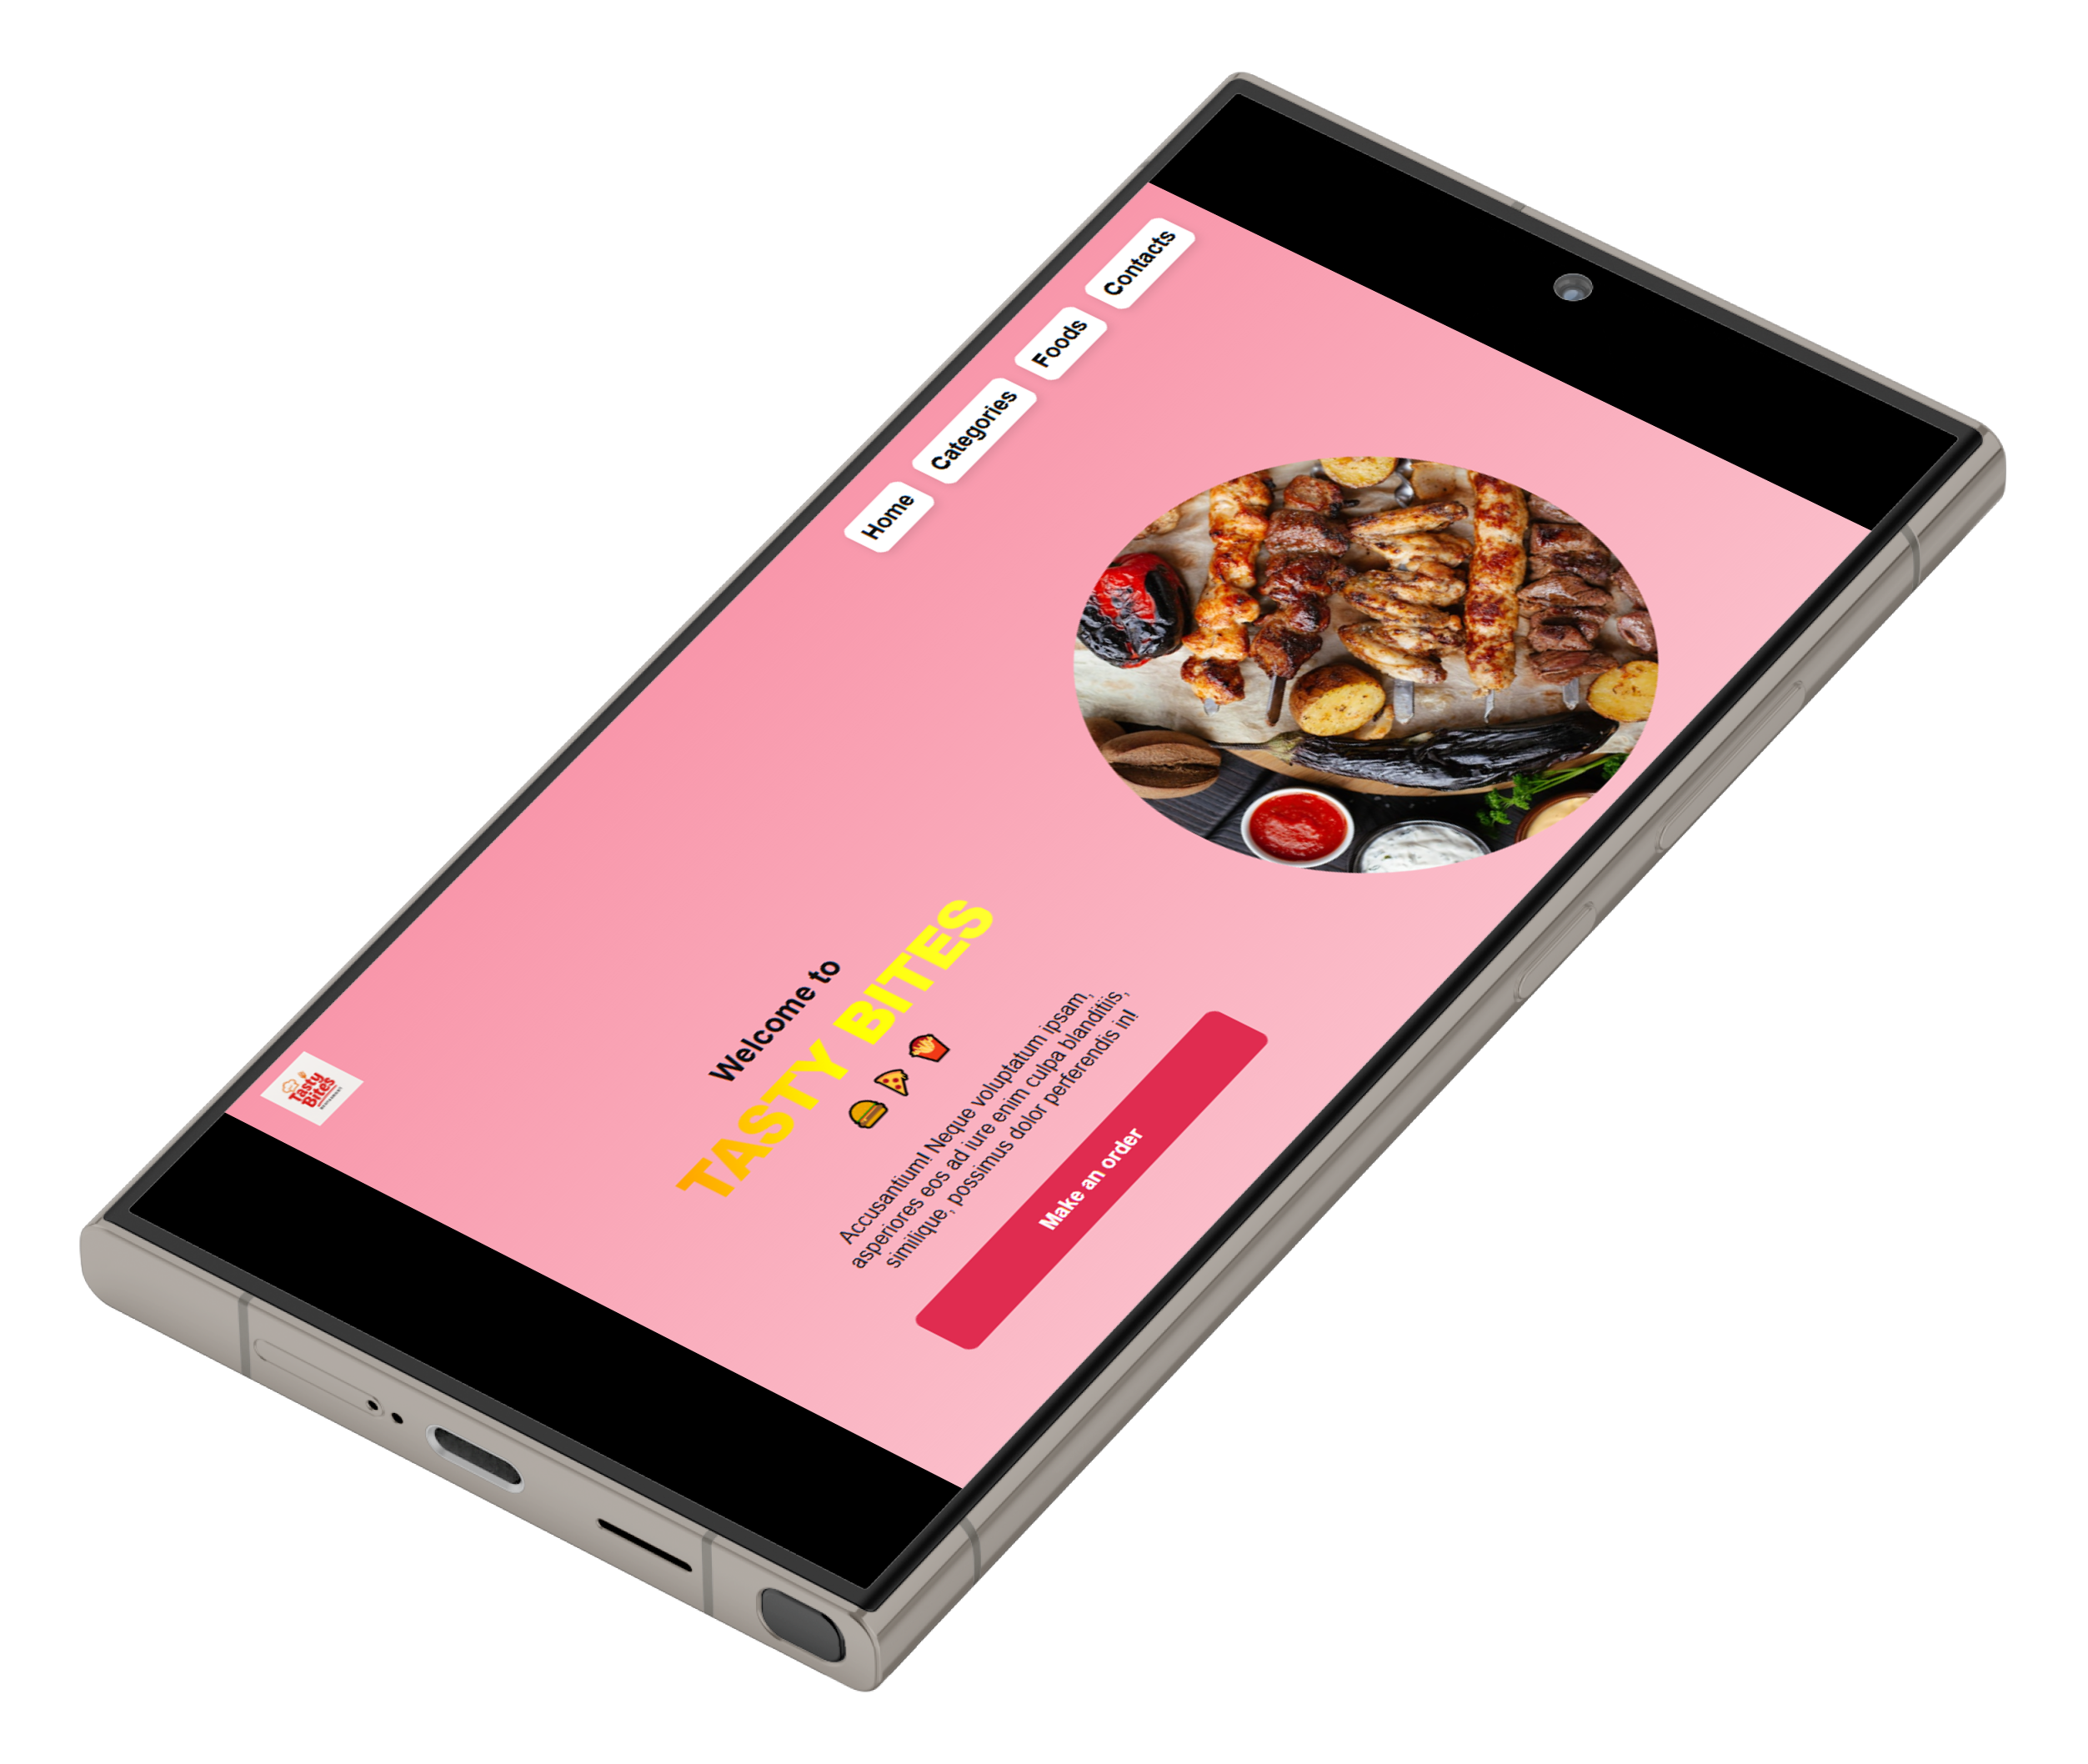 Tasty
Bites
RESTAURANT
Home
Categories
Foods
Contacts
Welcome to
TASTY BITES
Accusantium! Neque voluptatum ipsam,
asperiores eos ad iure enim culpa blanditiis,
similique, possimus dolor perferendis in!
Make an order